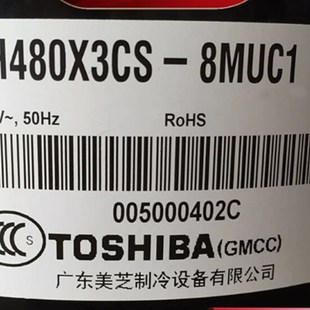 H480X3CS - 8MUC1
V~, 50Hz RoHS
005000402C
CCC S TOSHIBA (GMCC)
广东美芝制冷设备有限公司